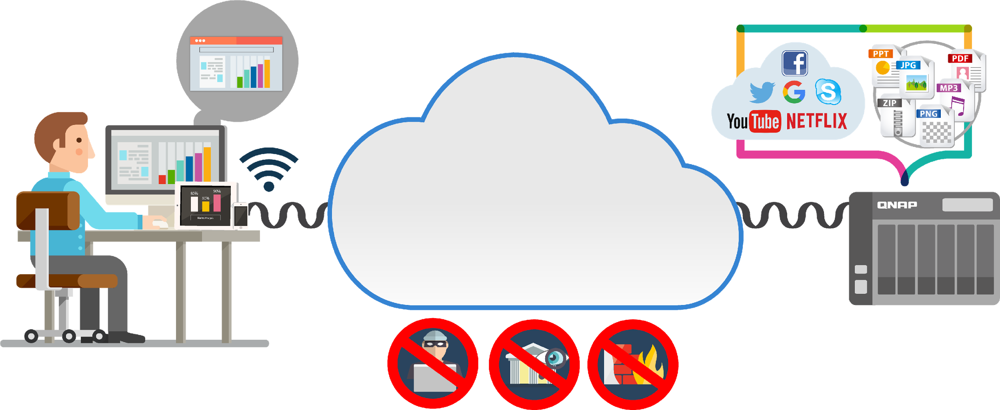 80%
80%
90%
Market Analysis
f
S
YouTube
NETFLIX
PPT
JPG
PDF
MP3
ZIP
PNG
QNAP